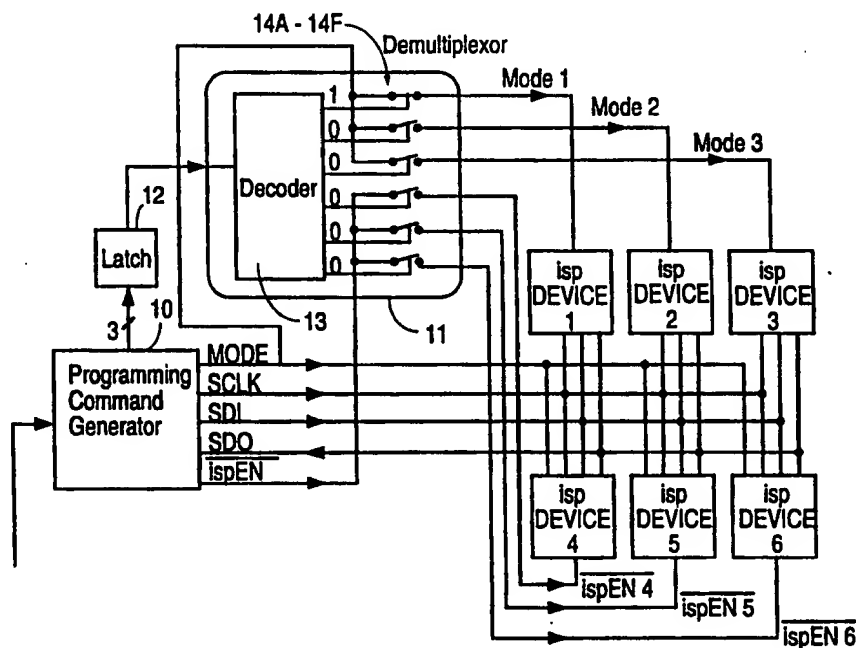 14A - 14F
Demultiplexor
Mode 1
Mode 2
Mode 3
1
0
0
0
0
0
Decoder
12
Latch
3
10
13
11
isp
DEVICE
1
isp
DEVICE
2
isp
DEVICE
3
Programming
Command
Generator
MODE
SCLK
SDI
SDO
ispEN
isp
DEVICE
4
isp
DEVICE
5
isp
DEVICE
6
ispEN 4
ispEN 5
ispEN 6